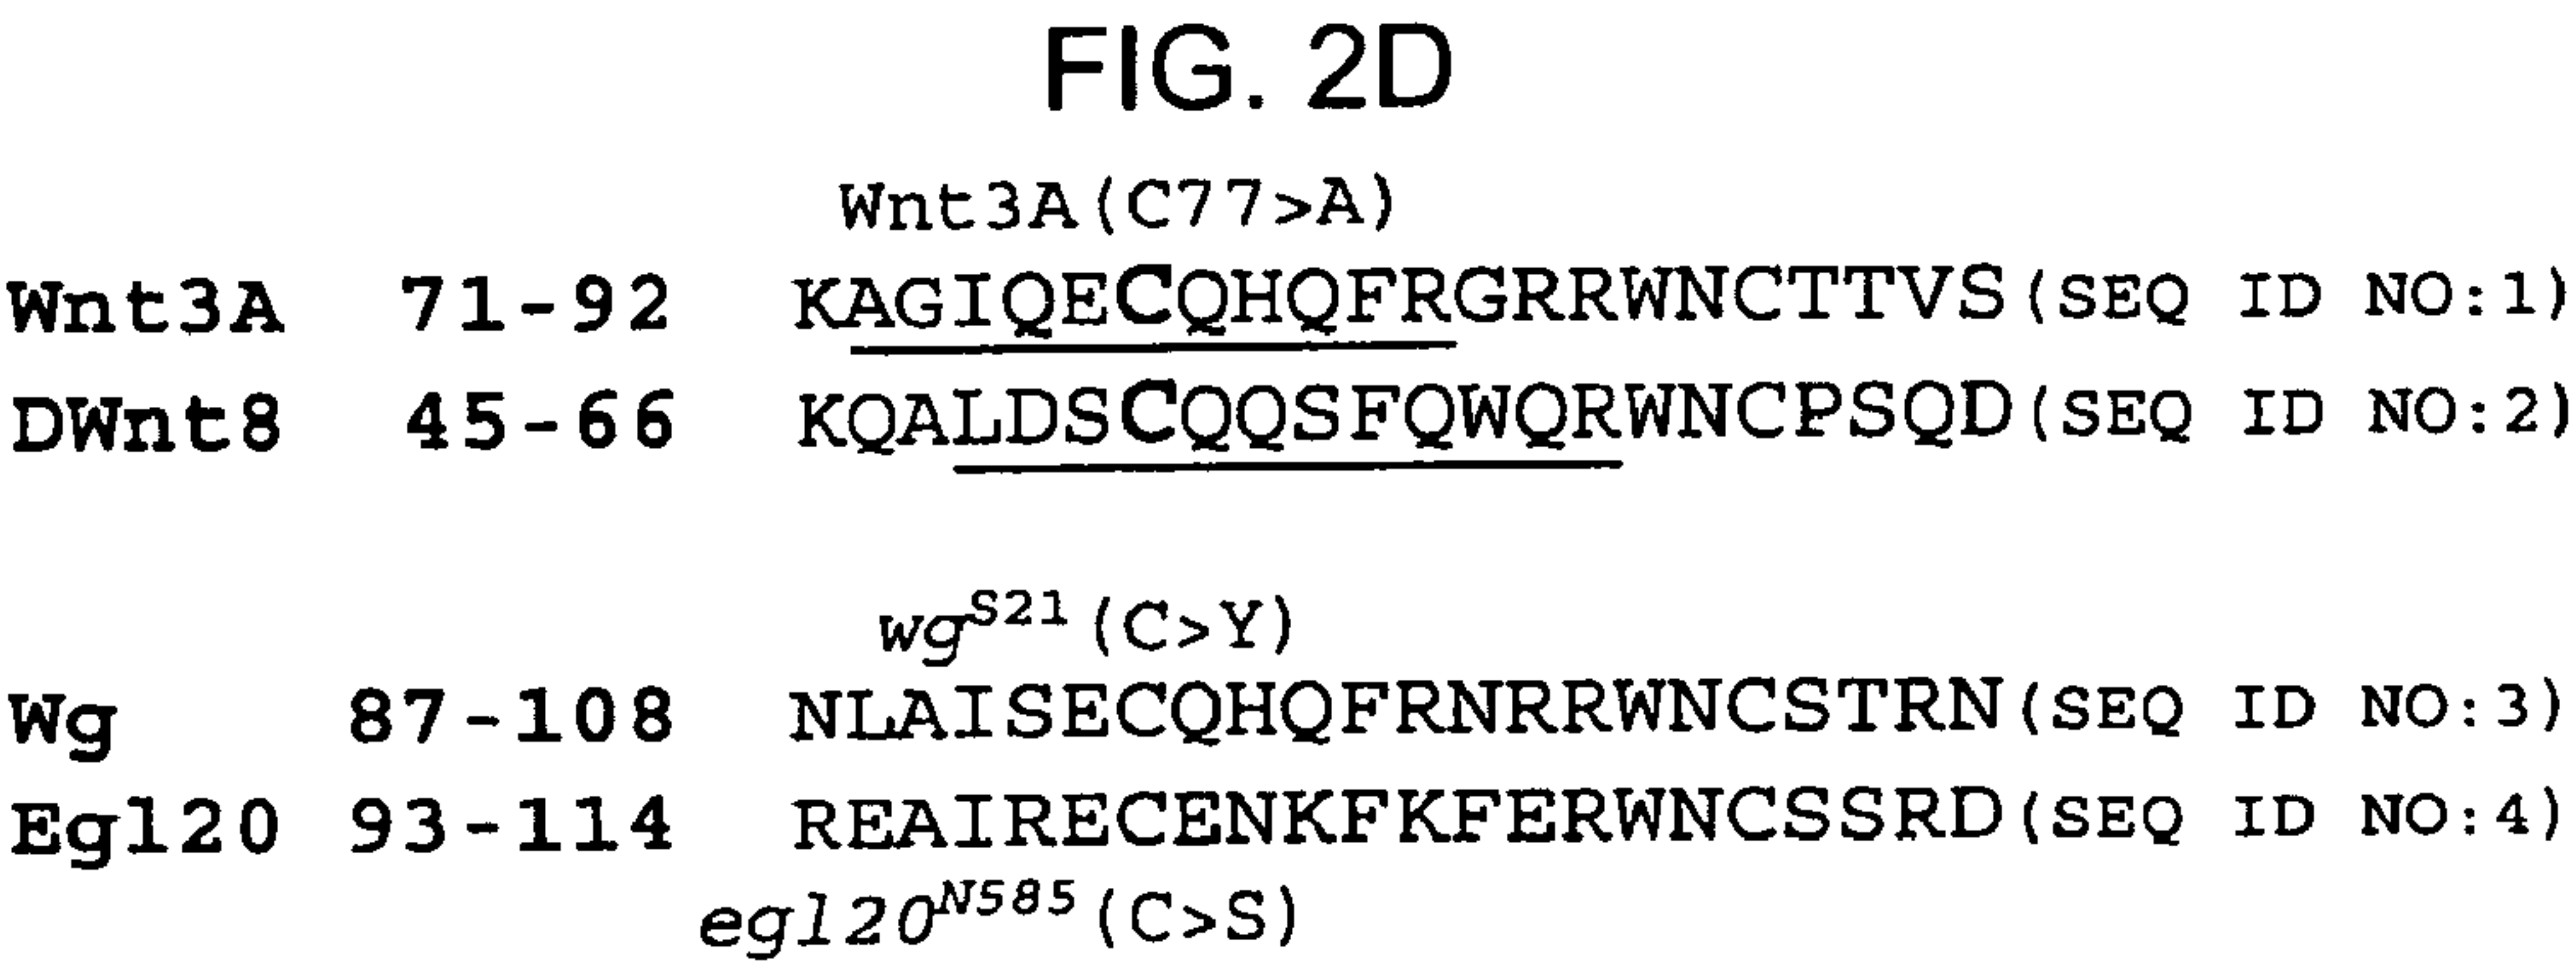 FIG. 2D
Wnt3A(C77>A)
Wnt3A 71-92 KAGIQECQHQFRGRRWNCTTVS(SEQ ID NO:1)
DWnt8 45-66 KQALDSCQQSFQWQRWNCPSQD(SEQ ID NO:2)
wgS21(C>Y)
Wg 87-108 NLAISECQHQFRNRRWNCSTRN(SEQ ID NO:3)
Egl20 93-114 REAIRECENKFKFERWNCSSRD(SEQ ID NO:4)
egl20N585(C>S)